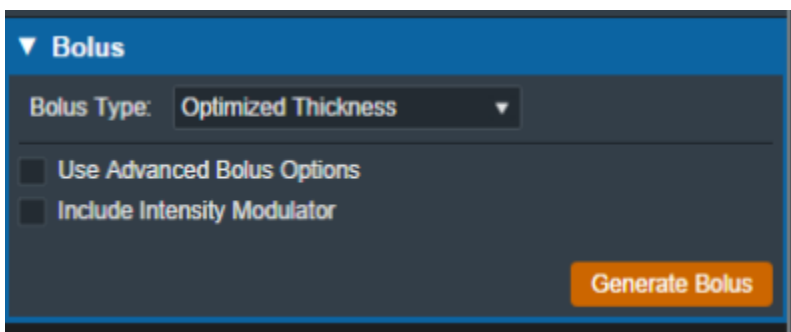 Bolus
Bolus Type: Optimized Thickness
Use Advanced Bolus Options
Include Intensity Modulator
Generate Bolus